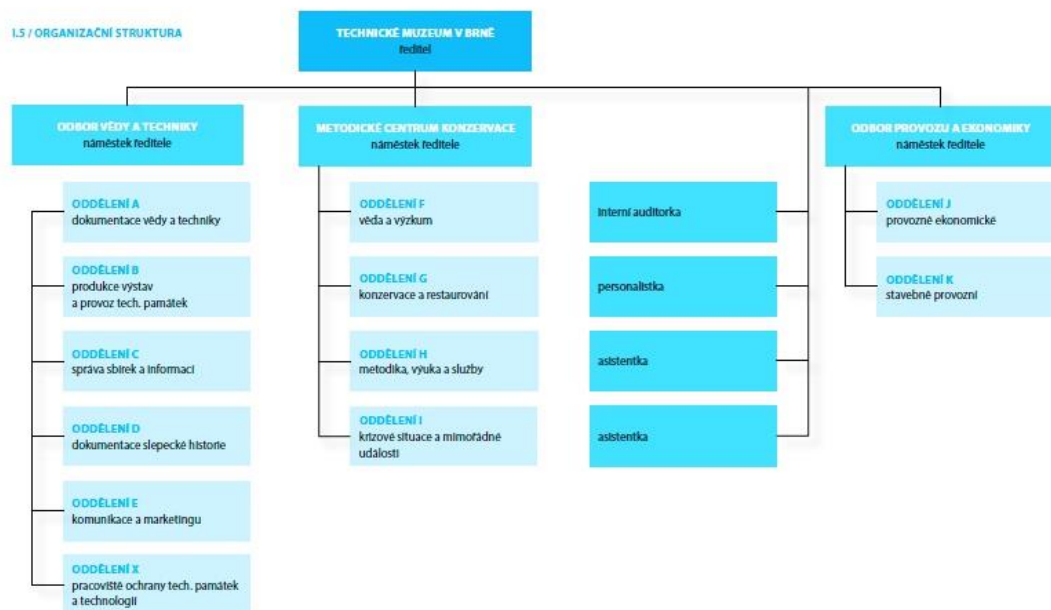 I.5 / ORGANIZAČNÍ STRUKTURA
TECHNICKÉ MUZEUM V BRNĚ
ředitel
ODBOR VĚDY A TECHNIKY
náměstek ředitele
METODICKÉ CENTRUM KONZERVACE
náměstek ředitele
ODBOR PROVOZU A EKONOMIKY
náměstek ředitele
ODDĚLENÍ A
dokumentace vědy a techniky
ODDĚLENÍ B
produkce výstav
a provoz tech. památek
ODDĚLENÍ C
správa sbírek a informací
ODDĚLENÍ D
dokumentace slepecké historie
ODDĚLENÍ E
komunikace a marketingu
ODDĚLENÍ X
pracoviště ochrany tech. památek
a technologií
ODDĚLENÍ F
věda a výzkum
ODDĚLENÍ G
konzervace a restaurování
ODDĚLENÍ H
metodika, výuka a služby
ODDĚLENÍ I
krizové situace a mimořádné
události
interní auditorka
personalistka
asistentka
asistentka
ODDĚLENÍ J
provozně ekonomické
ODDĚLENÍ K
stavebně provozní